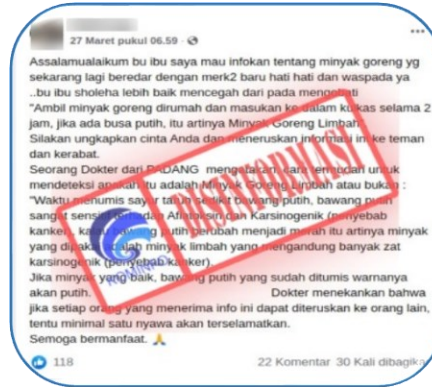 27 Maret pukul 06.59
Assalamualaikum bu ibu saya mau infokan tentang minyak goreng yg
sekarang lagi beredar dengan merk2 baru hati hati dan waspada ya
..bu ibu sholeha lebih baik mencegah dari pada mengobati
"Ambil minyak goreng dirumah dan masukan ke dalam kulkas selama 2
jam, jika ada busa putih, itu artinya Minyak Goreng Limbah"
Silakan ungkapkan cinta Anda dan meneruskan informasi ini ke teman
dan kerabat.
Seorang Dokter dari PADANG mengatakan, cara termudah untuk
mendeteksi apakah itu adalah Minyak Goreng Limbah atau bukan :
"Waktu menumis sayur taruh sedikit bawang putih, bawang putih
sangat sensitif terhadap Aflatoksin dan Karsinogenik (penyebab
kanker, kalau bawang putih berubah menjadi merah itu artinya minyak
yang dipakai adalah minyak limbah yang mengandung banyak zat
karsinogenik (penyebab kanker).
Jika minyak yang baik, bawang putih yang sudah ditumis warnanya
akan putih. Dokter menekankan bahwa
jika setiap orang yang menerima info ini dapat diteruskan ke orang lain,
tentu minimal satu nyawa akan terselamatkan.
Semoga bermanfaat. 🙏
118 22 Komentar 30 Kali dibagika
DISINFORMASI
KOMINFO